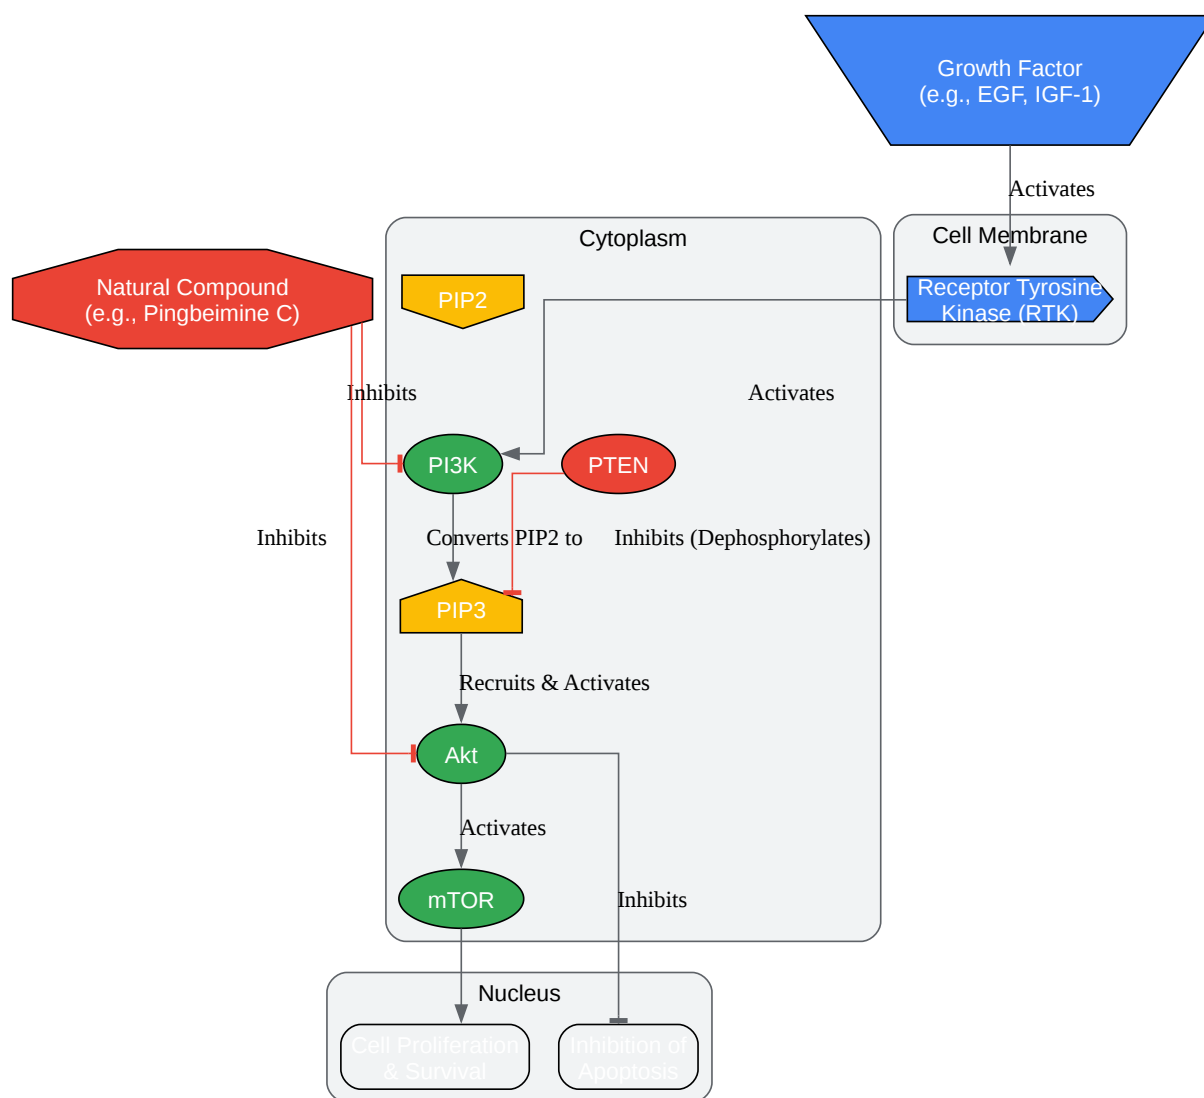 Growth Factor
(e.g., EGF, IGF-1)
Activates
Cell Membrane
Receptor Tyrosine
Kinase (RTK)
Cytoplasm
Natural Compound
(e.g., Pingbeimine C)
PIP2
Inhibits
Activates
PI3K
PTEN
Inhibits
Converts PIP2 to
Inhibits (Dephosphorylates)
PIP3
Recruits & Activates
Akt
Activates
mTOR
Inhibits
Nucleus
Cell Proliferation
& Survival
Inhibition of
Apoptosis